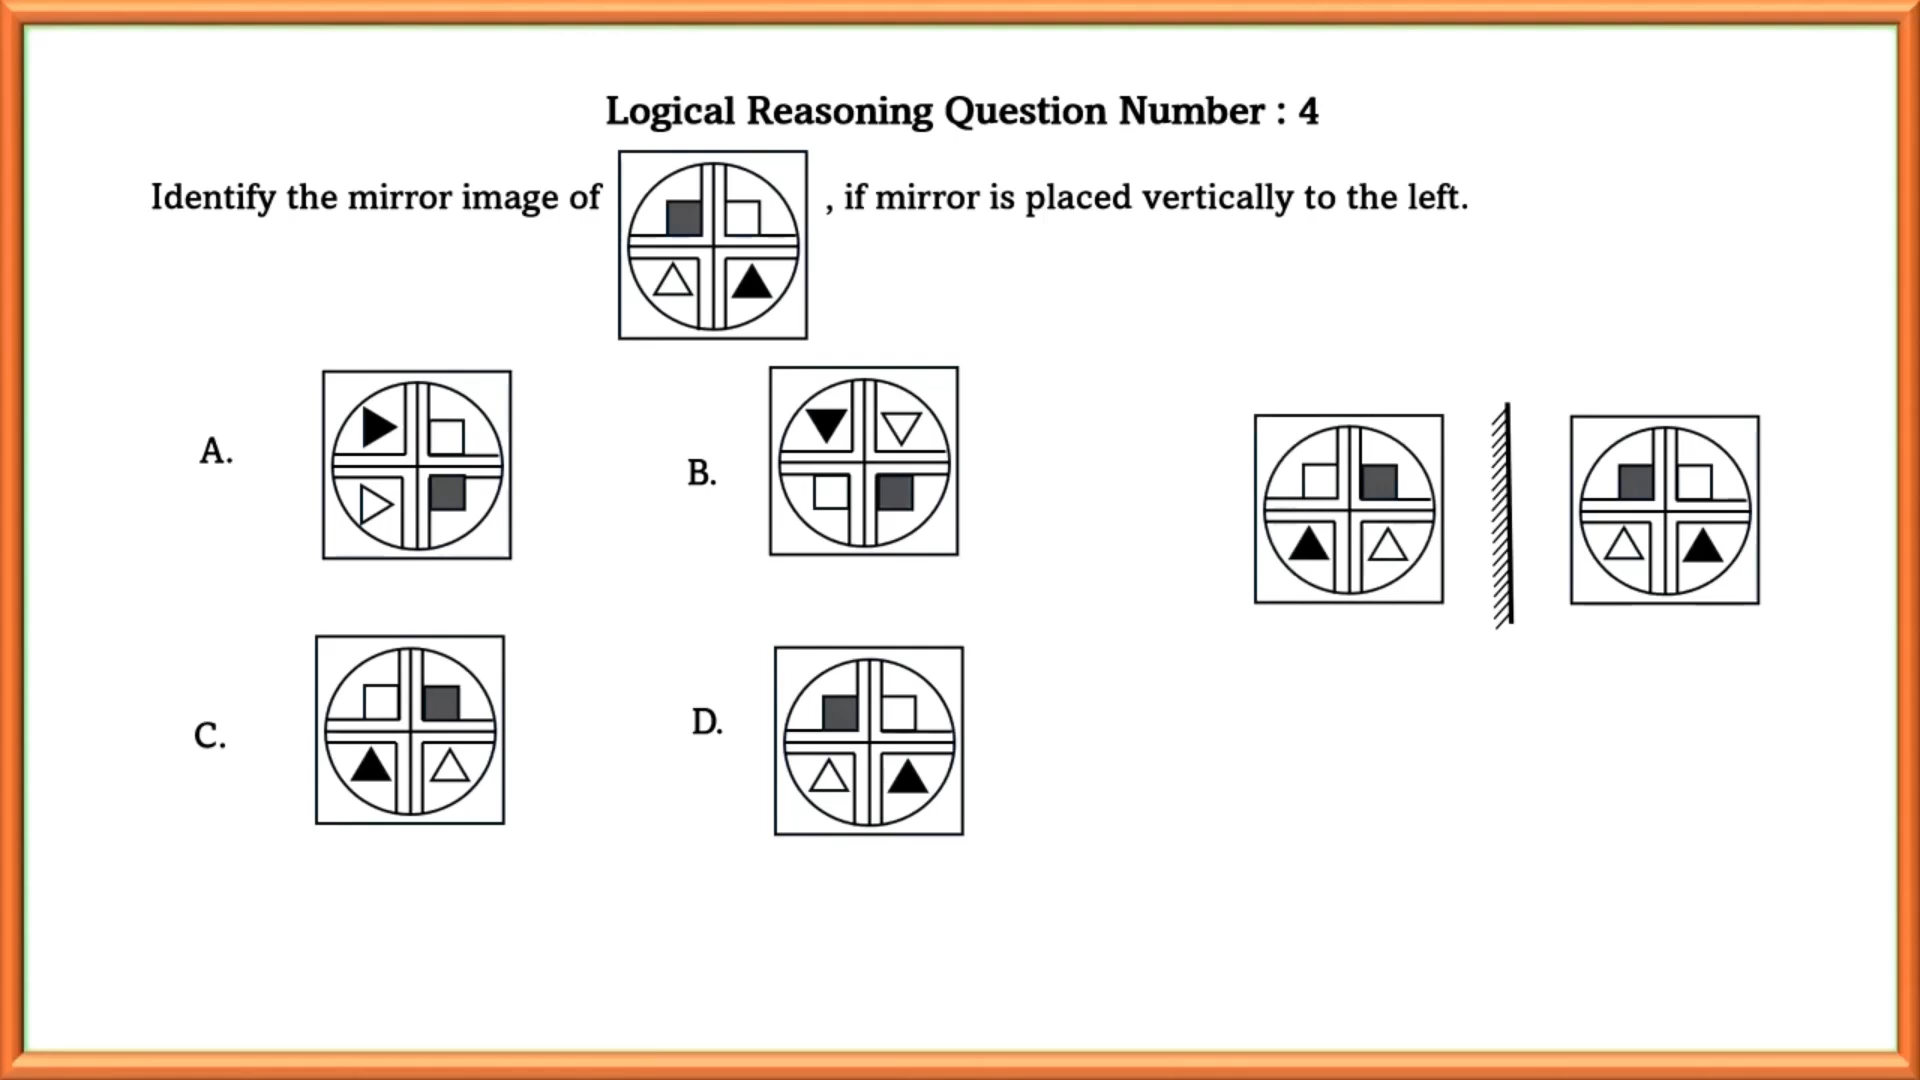 Logical Reasoning Question Number : 4
Identify the mirror image of , if mirror is placed vertically to the left.
A.
B.
C.
D.